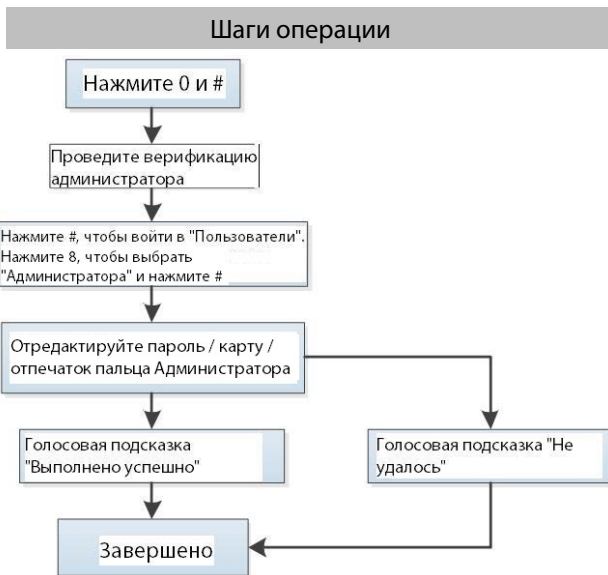 Шаги операции
Нажмите 0 и #
Проведите верификацию
администратора
Нажмите #, чтобы войти в "Пользователи".
Нажмите 8, чтобы выбрать
"Администратора" и нажмите #
Отредактируйте пароль / карту /
отпечаток пальца Администратора
Голосовая подсказка
"Выполнено успешно"
Голосовая подсказка "Не
удалось"
Завершено